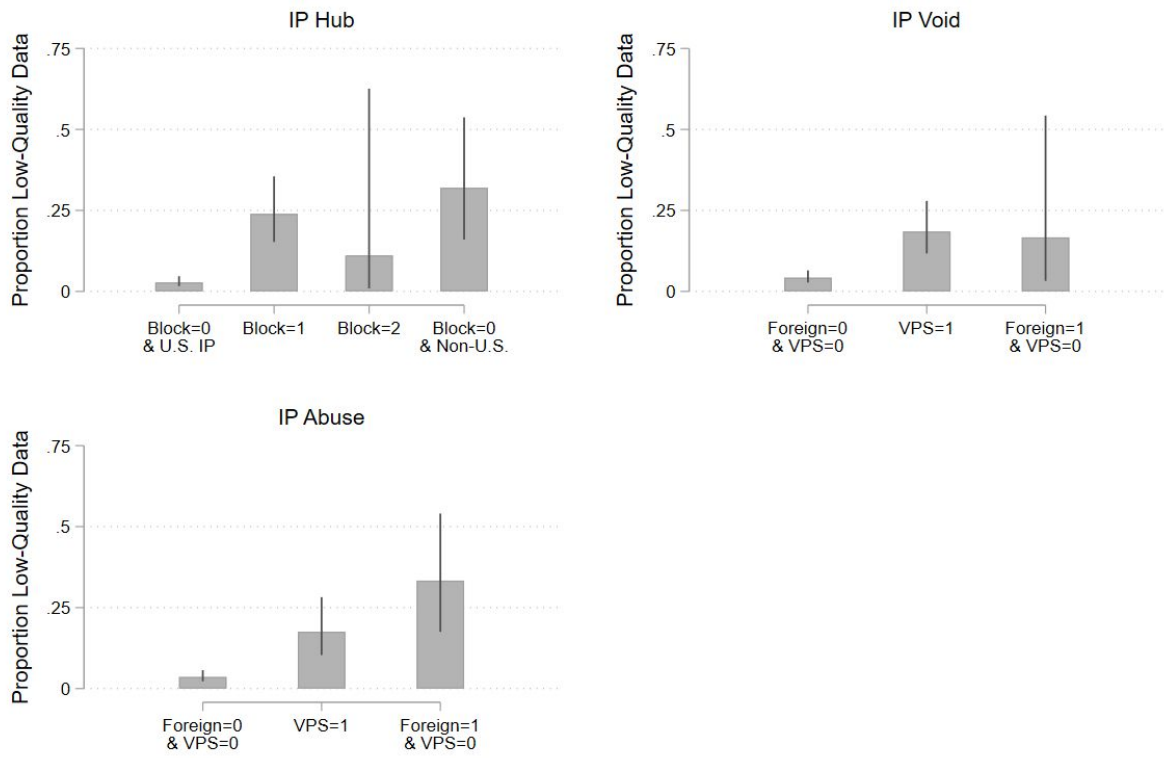 IP Hub
Proportion Low-Quality Data
.75
.5
.25
0
Block=0
& U.S. IP
Block=1
Block=2
Block=0
& Non-U.S.
IP Void
Proportion Low-Quality Data
.75
.5
.25
0
Foreign=0
& VPS=0
VPS=1
Foreign=1
& VPS=0
IP Abuse
Proportion Low-Quality Data
.75
.5
.25
0
Foreign=0
& VPS=0
VPS=1
Foreign=1
& VPS=0